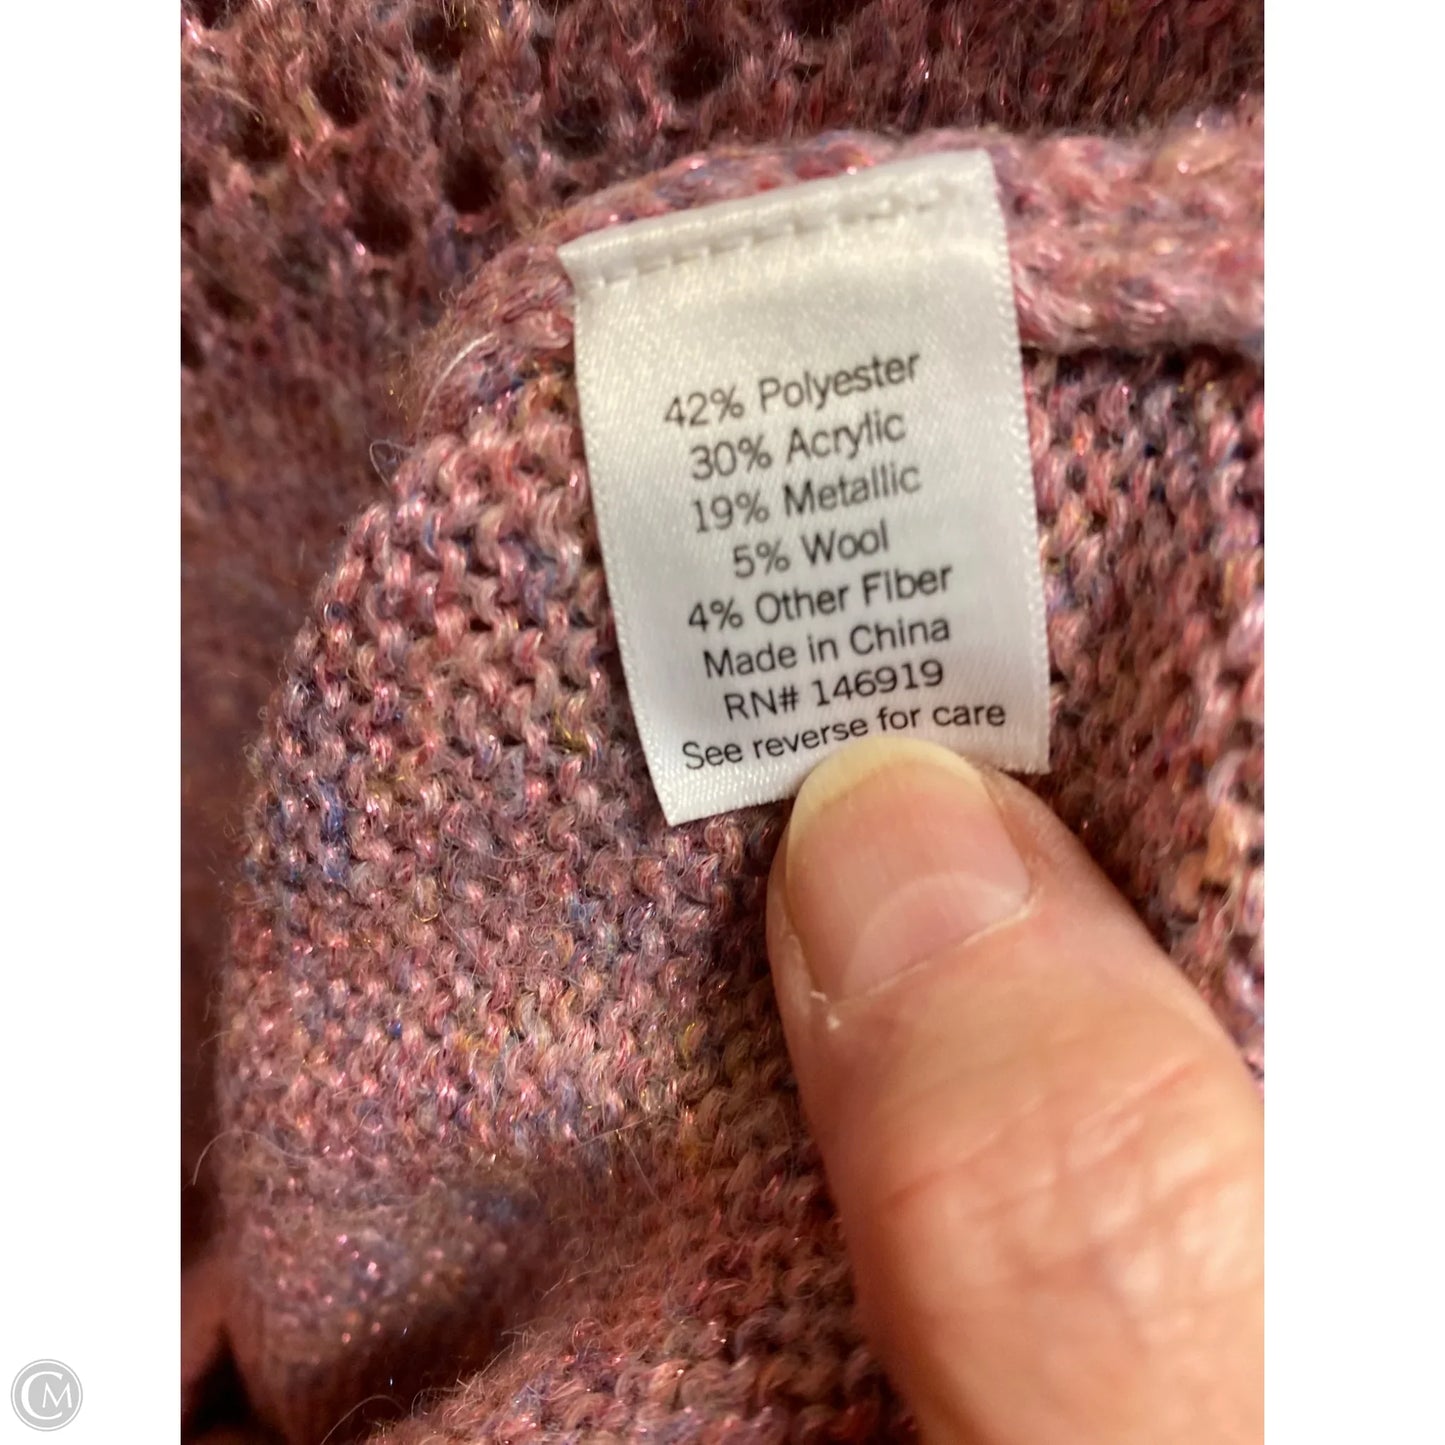 42% Polyester
30% Acrylic
19% Metallic
5% Wool
4% Other Fiber
Made in China
RN# 146919
See reverse for care
CM